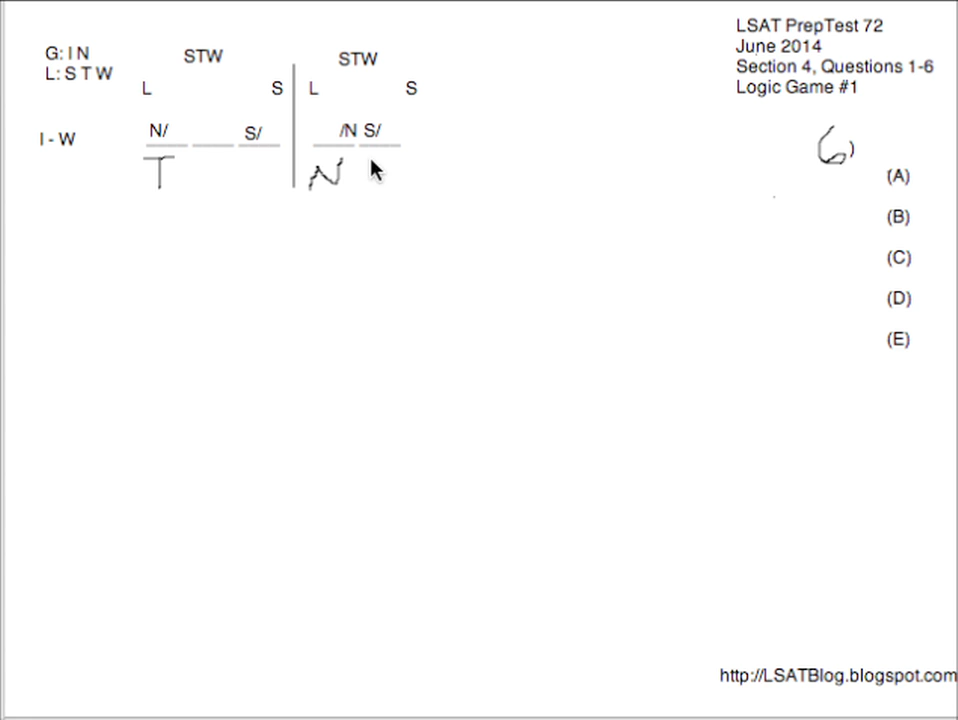 LSAT PrepTest 72
June 2014
Section 4, Questions 1-6
Logic Game #1
G: I N
L: S T W
I - W
STW
L S
N/ S/
T
STW
L S
/N S/
N
6)
(A)
(B)
(C)
(D)
(E)
http://LSATBlog.blogspot.com